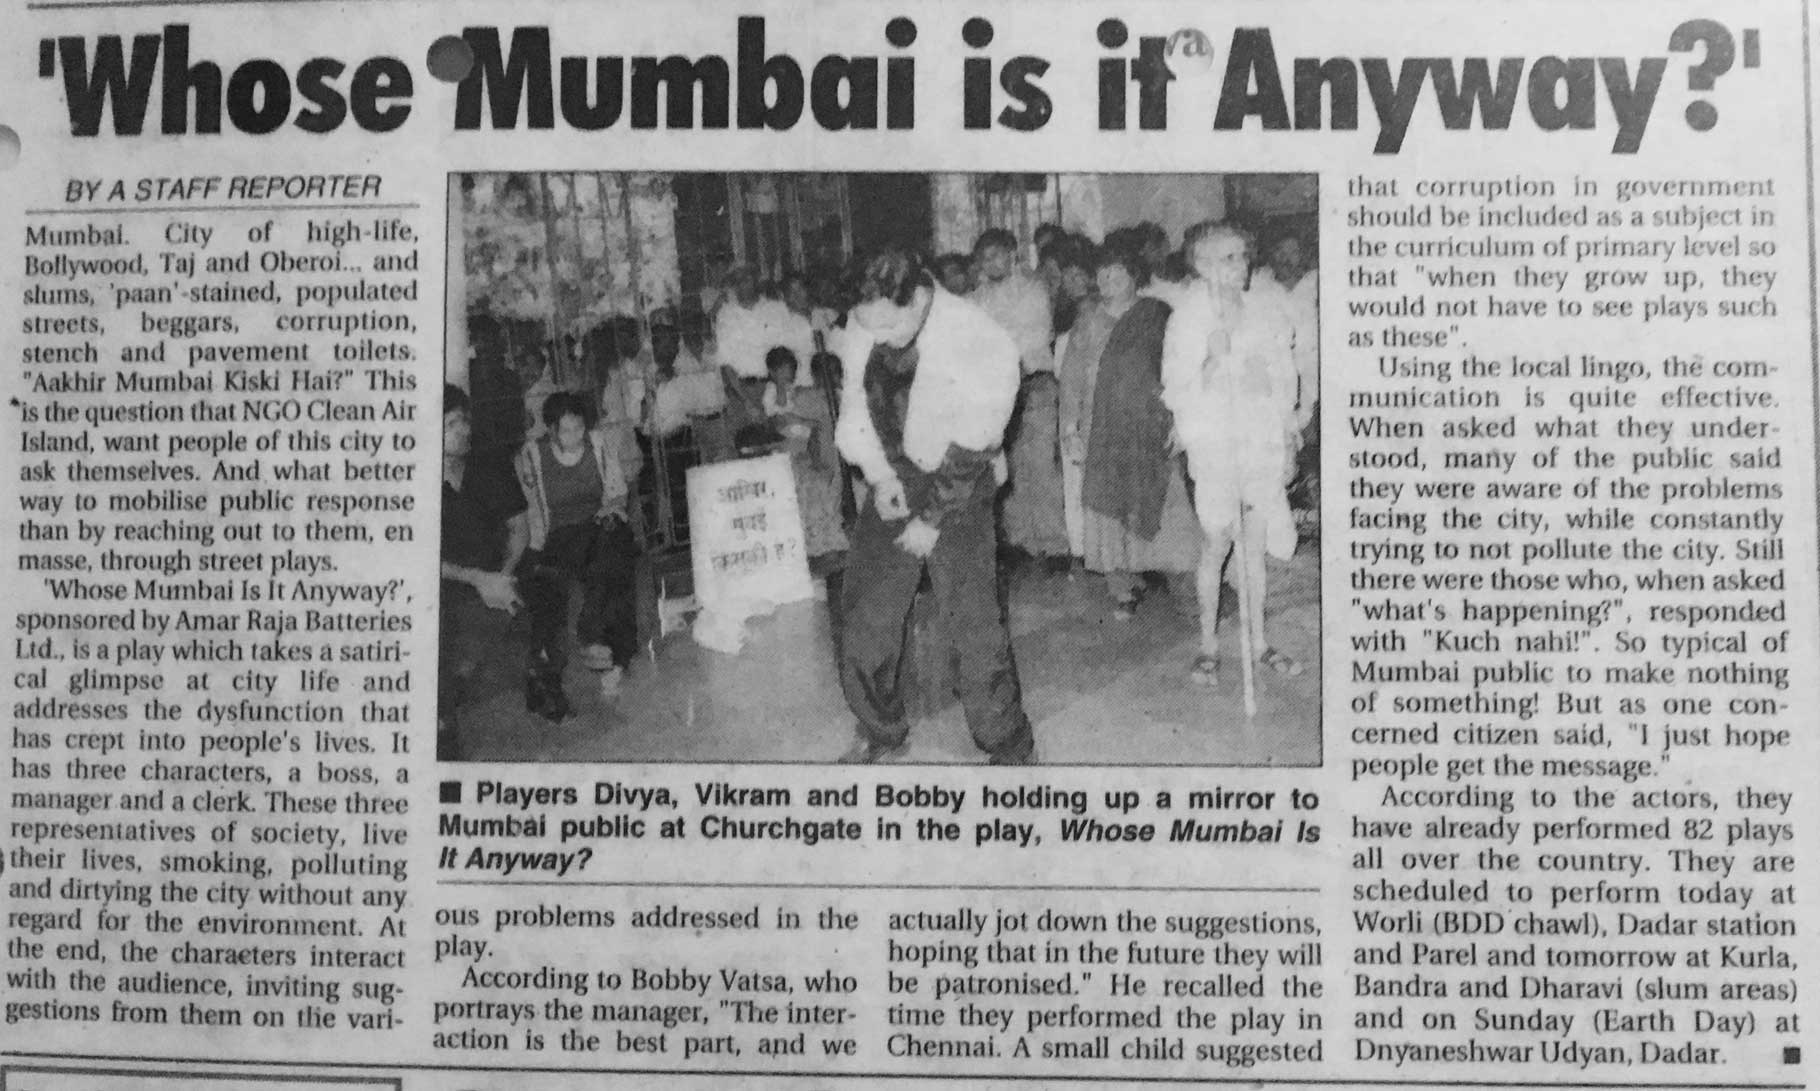 'Whose Mumbai is it Anyway?'
BY A STAFF REPORTER
Mumbai. City of high-life,
Bollywood, Taj and Oberoi... and
slums, 'paan'-stained, populated
streets, beggars, corruption,
stench and pavement toilets.
"Aakhir Mumbai Kiski Hai?" This
is the question that NGO Clean Air
Island, want people of this city to
ask themselves. And what better
way to mobilise public response
than by reaching out to them, en
masse, through street plays.
'Whose Mumbai Is It Anyway?',
sponsored by Amar Raja Batteries
Ltd., is a play which takes a satiri-
cal glimpse at city life and
addresses the dysfunction that
has crept into people's lives. It
has three characters, a boss, a
manager and a clerk. These three
representatives of society, live
their lives, smoking, polluting
and dirtying the city without any
regard for the environment. At
the end, the characters interact
with the audience, inviting sug-
gestions from them on the vari-
आखिर,
मुंबई
किसकी है?
■ Players Divya, Vikram and Bobby holding up a mirror to
Mumbai public at Churchgate in the play, Whose Mumbai Is
It Anyway?
ous problems addressed in the
play.
According to Bobby Vatsa, who
portrays the manager, "The inter-
action is the best part, and we
actually jot down the suggestions,
hoping that in the future they will
be patronised." He recalled the
time they performed the play in
Chennai. A small child suggested
that corruption in government
should be included as a subject in
the curriculum of primary level so
that "when they grow up, they
would not have to see plays such
as these".
Using the local lingo, the com-
munication is quite effective.
When asked what they under-
stood, many of the public said
they were aware of the problems
facing the city, while constantly
trying to not pollute the city. Still
there were those who, when asked
"what's happening?", responded
with "Kuch nahi!". So typical of
Mumbai public to make nothing
of something! But as one con-
cerned citizen said, "I just hope
people get the message."
According to the actors, they
have already performed 82 plays
all over the country. They are
scheduled to perform today at
Worli (BDD chawl), Dadar station
and Parel and tomorrow at Kurla,
Bandra and Dharavi (slum areas)
and on Sunday (Earth Day) at
Dnyaneshwar Udyan, Dadar. ■